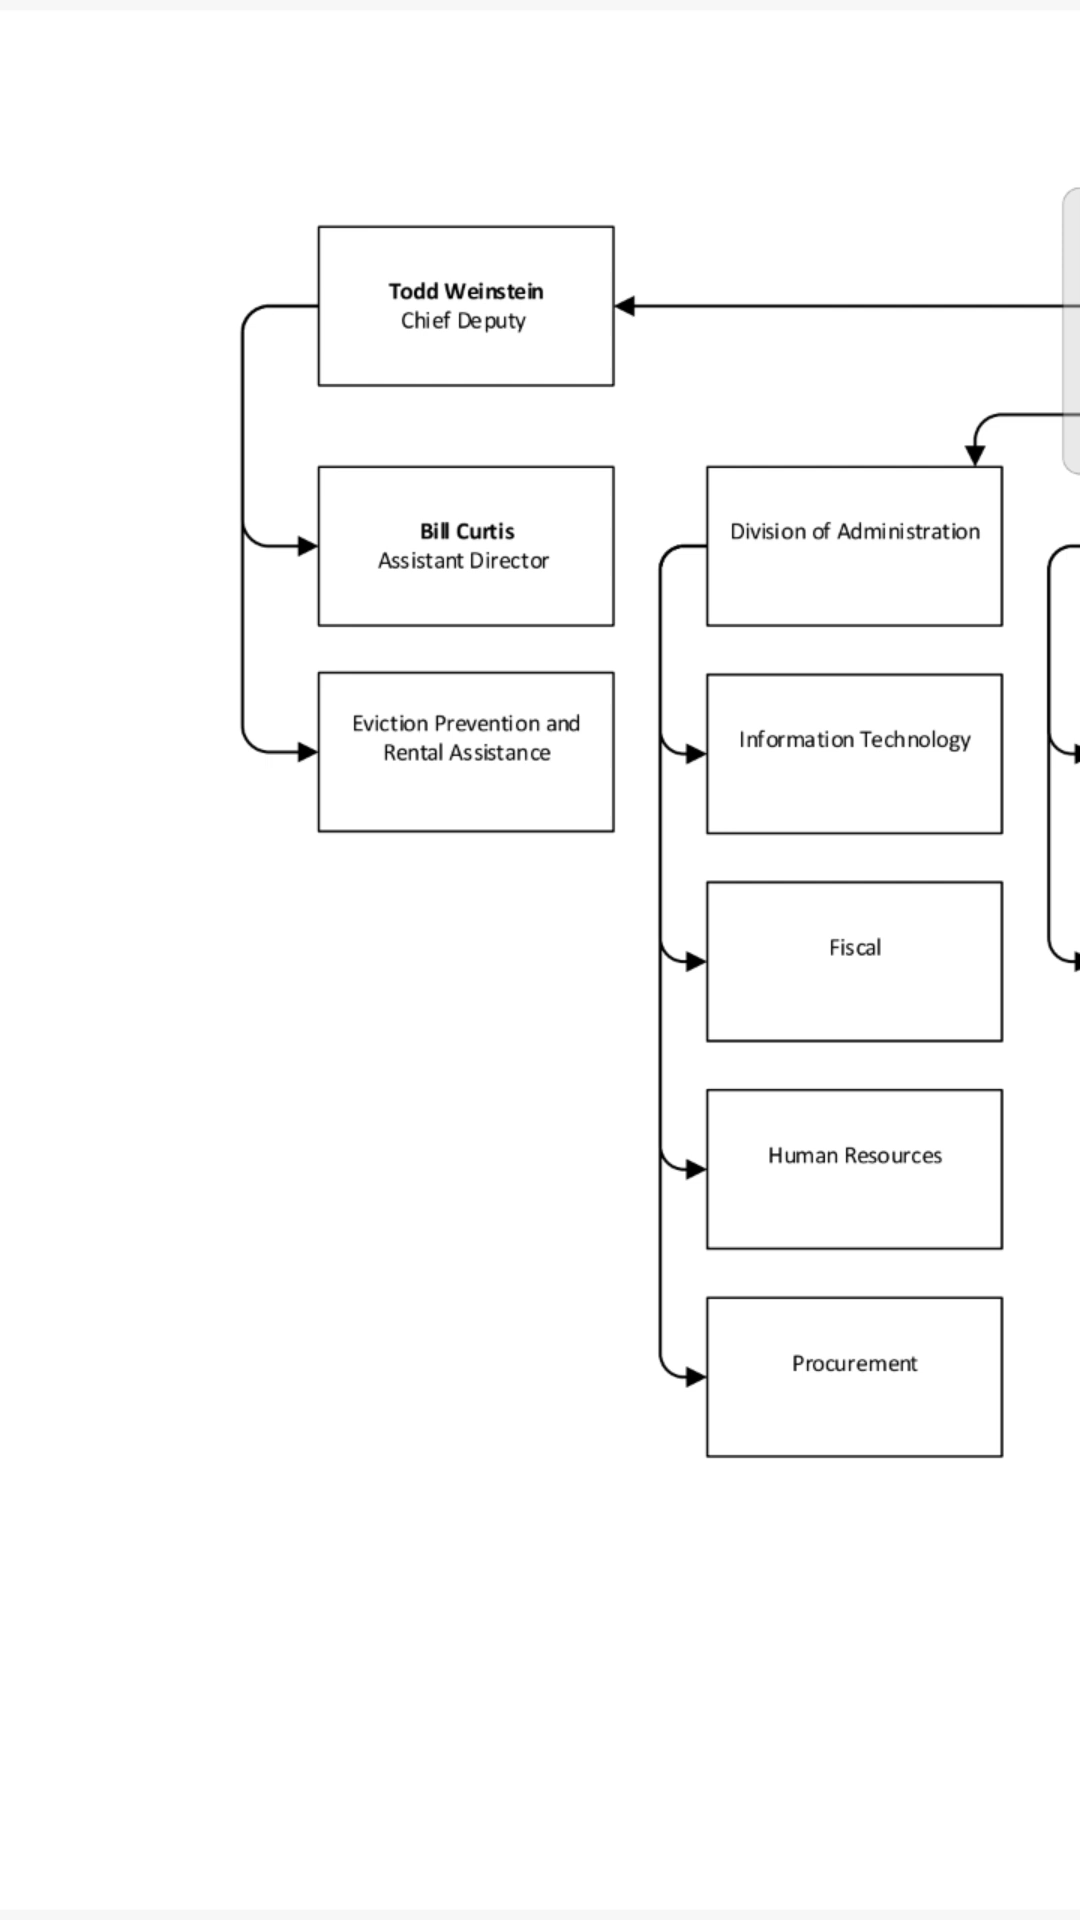 Todd Weinstein
Chief Deputy
Bill Curtis
Assistant Director
Eviction Prevention and
Rental Assistance
Division of Administration
Information Technology
Fiscal
Human Resources
Procurement